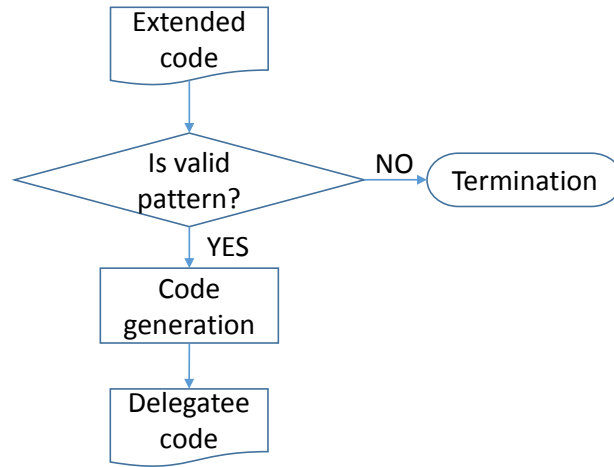 Extended
code
Is valid
pattern?
NO
Termination
YES
Code
generation
Delegatee
code